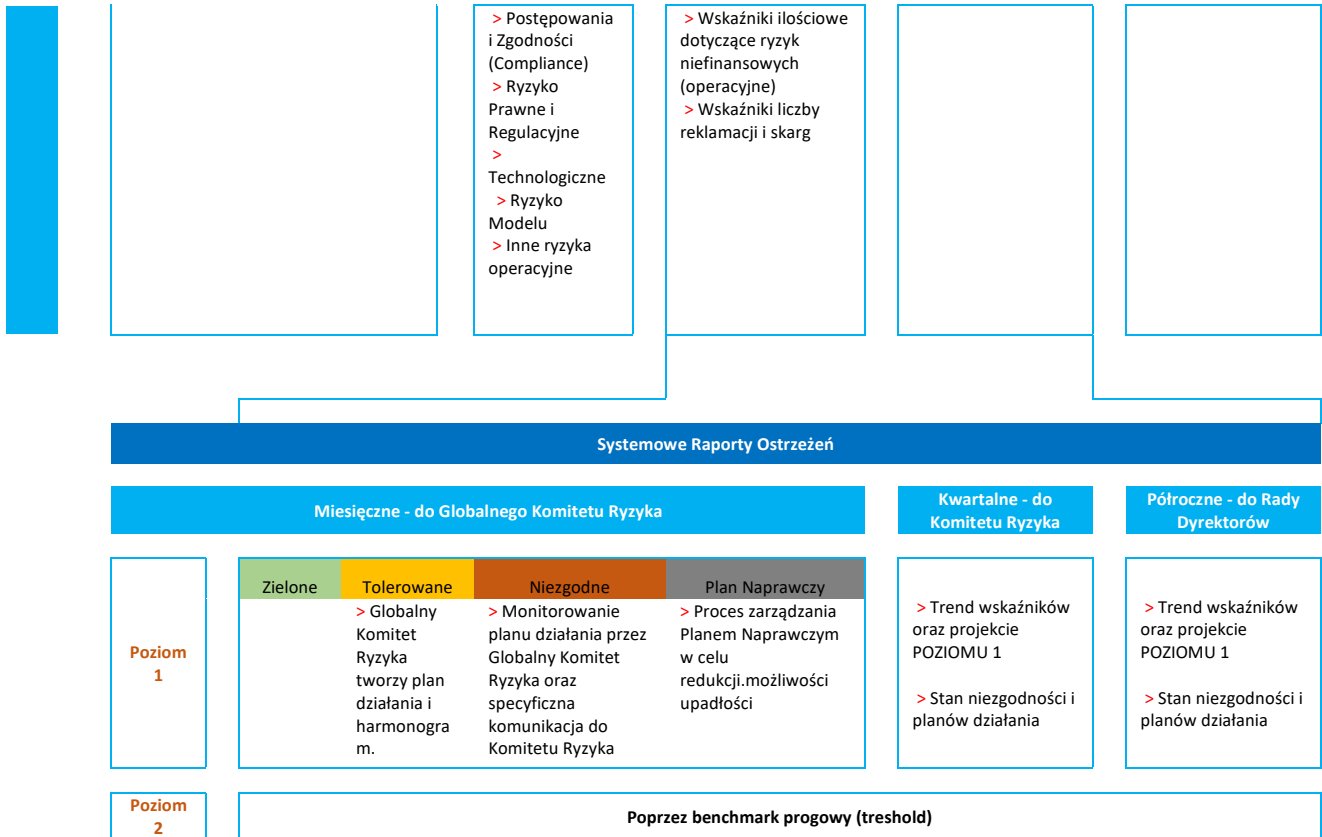 > Postępowania
i Zgodności
(Compliance)
> Ryzyko
Prawne i
Regulacyjne
>
Technologiczne
> Ryzyko
Modelu
> Inne ryzyka
operacyjne
> Wskaźniki ilościowe
dotyczące ryzyk
niefinansowych
(operacyjne)
> Wskaźniki liczby
reklamacji i skarg
Systemowe Raporty Ostrzeżeń
Miesięczne - do Globalnego Komitetu Ryzyka
Kwartalne - do
Komitetu Ryzyka
Półroczne - do Rady
Dyrektorów
Poziom
1
Zielone
Tolerowane
> Globalny
Komitet
Ryzyka
tworzy plan
działania i
harmonogra
m.
Niezgodne
> Monitorowanie
planu działania przez
Globalny Komitet
Ryzyka oraz
specyficzna
komunikacja do
Komitetu Ryzyka
Plan Naprawczy
> Proces zarządzania
Planem Naprawczym
w celu
redukcji.możliwości
upadłości
> Trend wskaźników
oraz projekcie
POZIOMU 1
> Stan niezgodności i
planów działania
> Trend wskaźników
oraz projekcie
POZIOMU 1
> Stan niezgodności i
planów działania
Poziom
2
Poprzez benchmark progowy (treshold)